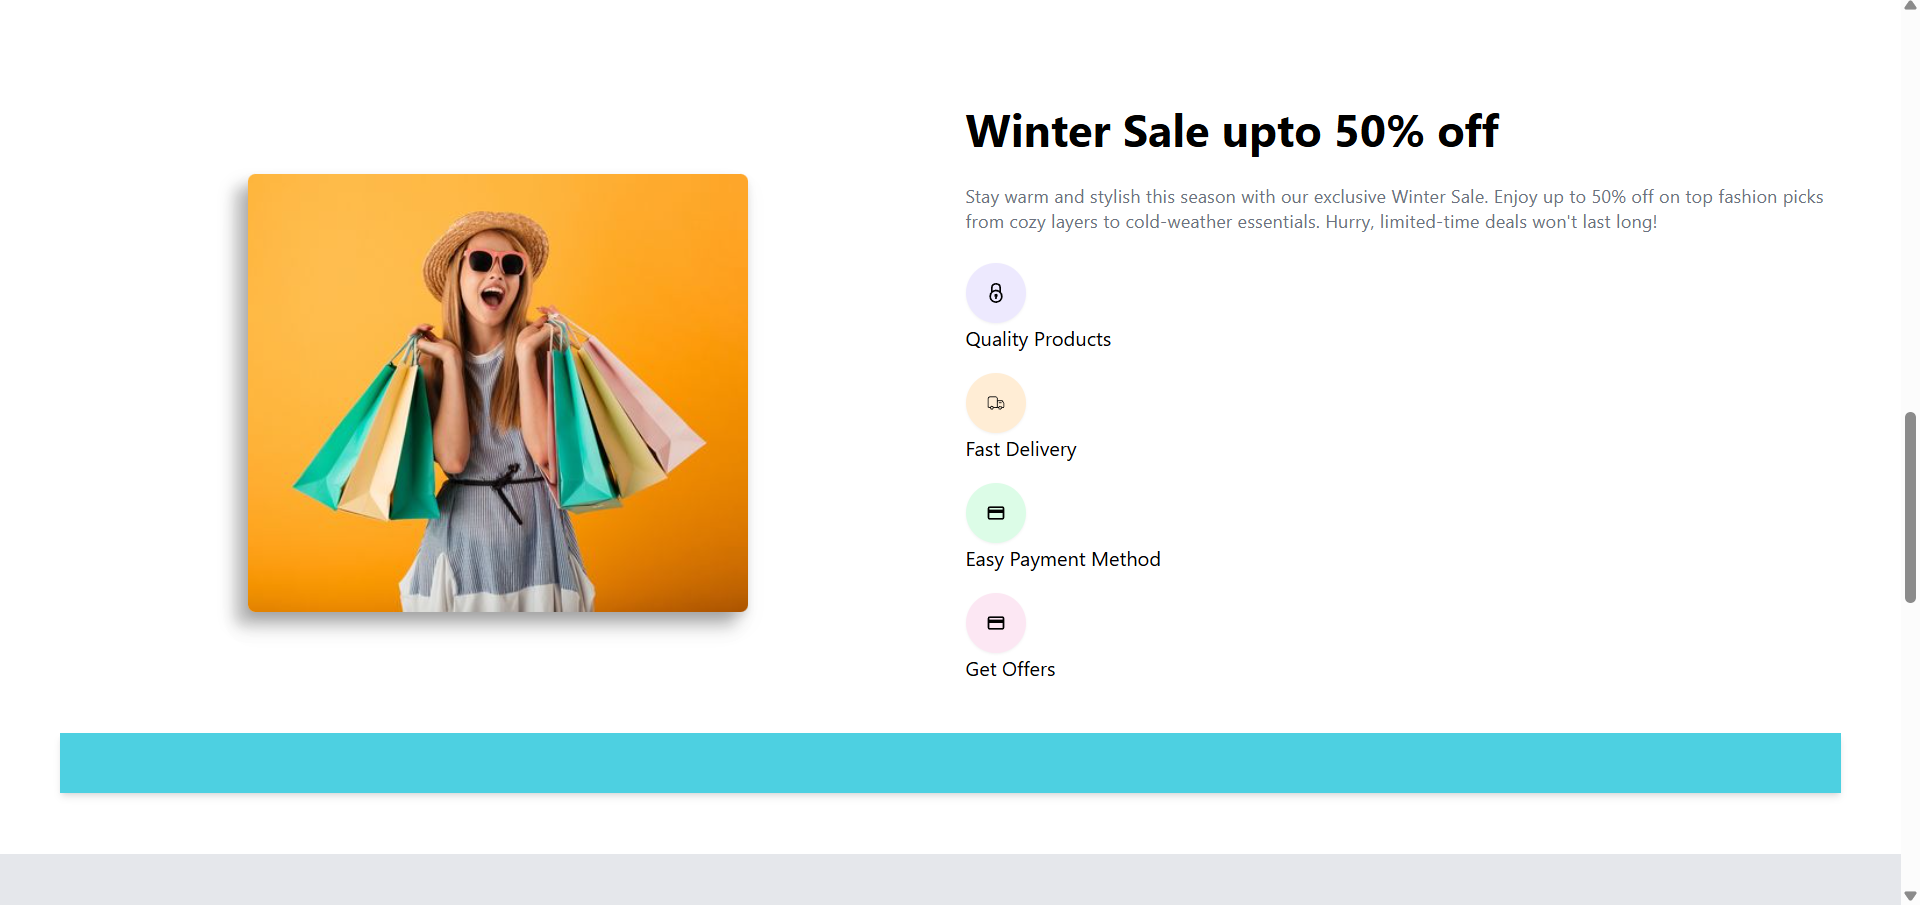 Winter Sale upto 50% off
Stay warm and stylish this season with our exclusive Winter Sale. Enjoy up to 50% off on top fashion picks
from cozy layers to cold-weather essentials. Hurry, limited-time deals won't last long!
Quality Products
Fast Delivery
Easy Payment Method
Get Offers